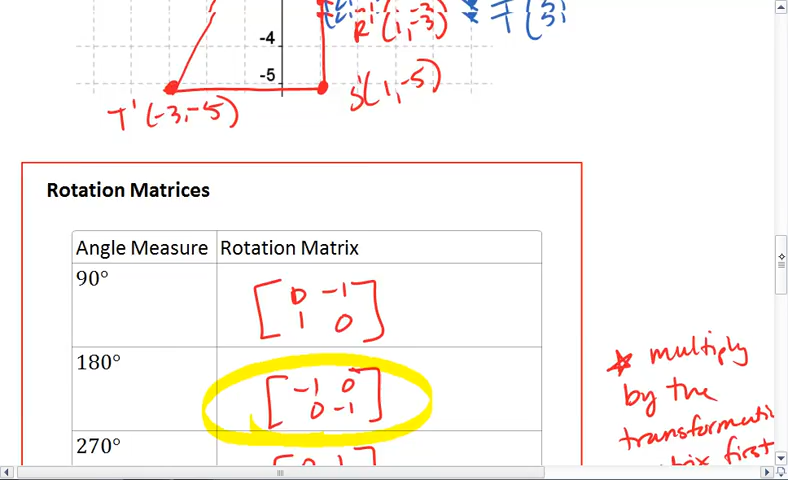 -4
R'(1,-3)
-5
S'(1,-5)
T'(-3,-5)
Rotation Matrices
Angle Measure Rotation Matrix
90°
0 -1
1 0
180°
-1 0
0 -1
270°
multiply
by the
first